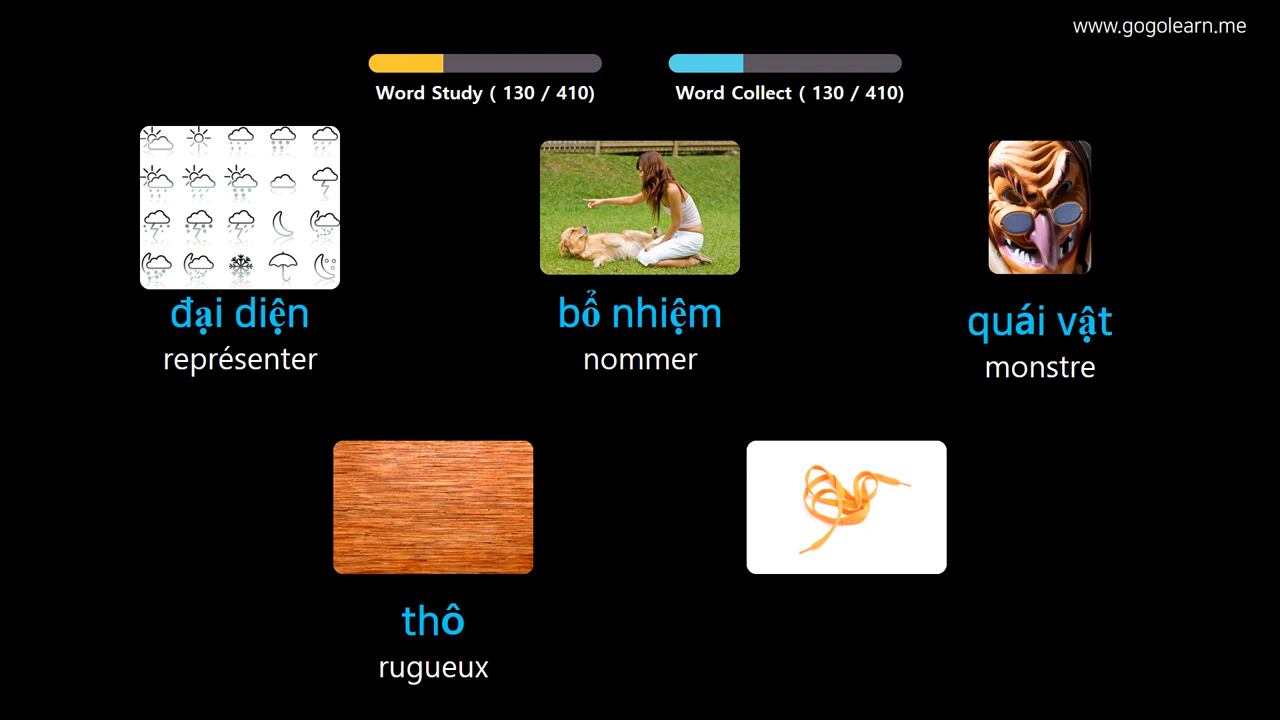 www.gogolearn.me
Word Study ( 130 / 410)
Word Collect ( 130 / 410)
đại diện
représenter
bổ nhiệm
nommer
quái vật
monstre
thô
rugueux